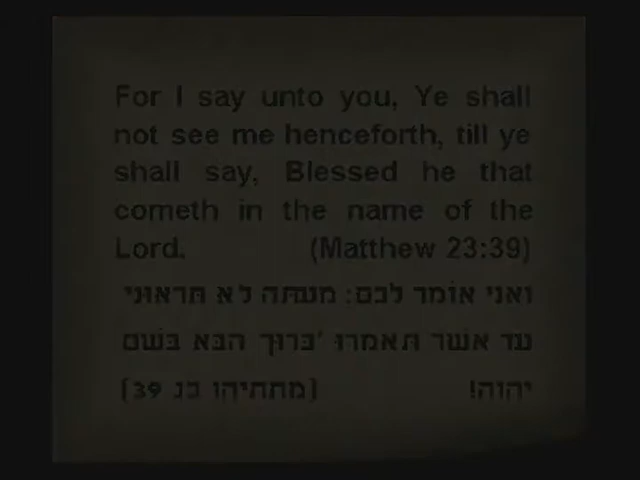 For I say unto you, Ye shall
not see me henceforth, till ye
shall say, Blessed he that
cometh in the name of the
Lord. (Matthew 23:39)
ואני אומר לכם: מעתה לא תראוני
עד אשר תאמרו 'ברוך הבא בשם
יהוה! (מתתיהו כג 39)